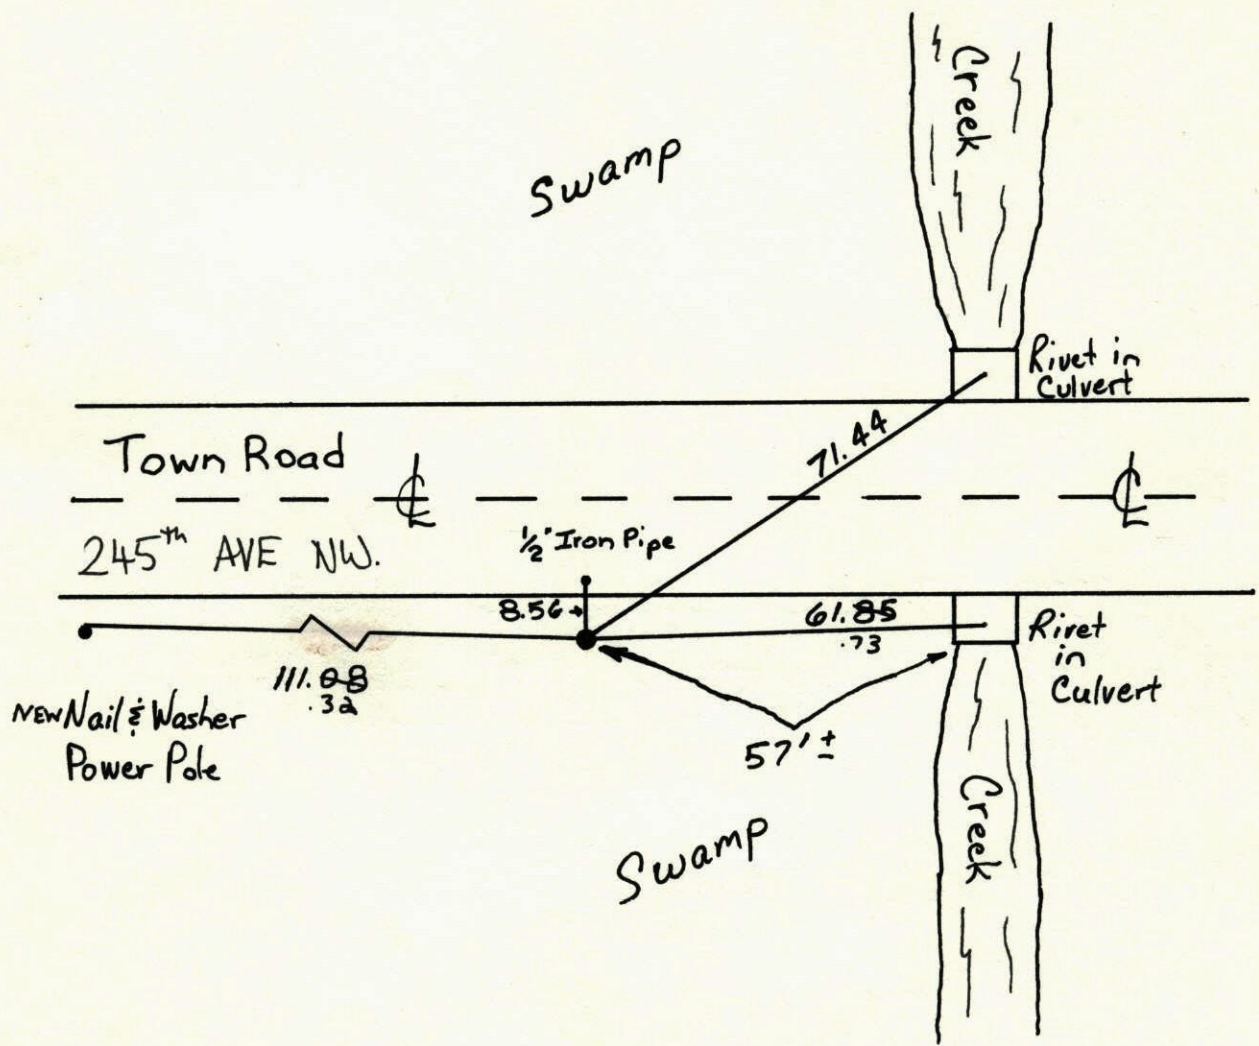 Creek
Swamp
Rivet in
Culvert
71.44
Town Road
℄
℄
245th AVE NW.
1/2" Iron Pipe
8.56
61.85
.73
Rivet
in
Culvert
111.08
.32
NEW Nail & Washer
Power Pole
57' ±
Creek
Swamp